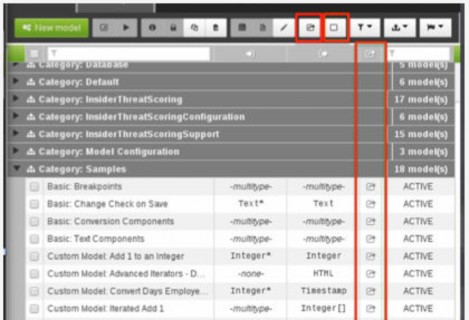 New model
Category: Database 5 model(s)
Category: Default 6 model(s)
Category: InsiderThreatScoring 17 model(s)
Category: InsiderThreatScoringConfiguration 6 model(s)
Category: InsiderThreatScoringSupport 15 model(s)
Category: Model Configuration 3 model(s)
Category: Samples 18 model(s)
Basic: Breakpoints -multitype- -multitype- ACTIVE
Basic: Change Check on Save Text* Text ACTIVE
Basic: Conversion Components -multitype- -multitype- ACTIVE
Basic: Text Components -multitype- -multitype- ACTIVE
Custom Model: Add 1 to an Integer Integer* Integer ACTIVE
Custom Model: Advanced Iterators - D... -none- HTML ACTIVE
Custom Model: Convert Days Employe... Integer* Timestamp ACTIVE
Custom Model: Iterated Add 1 -multitype- Integer[] ACTIVE